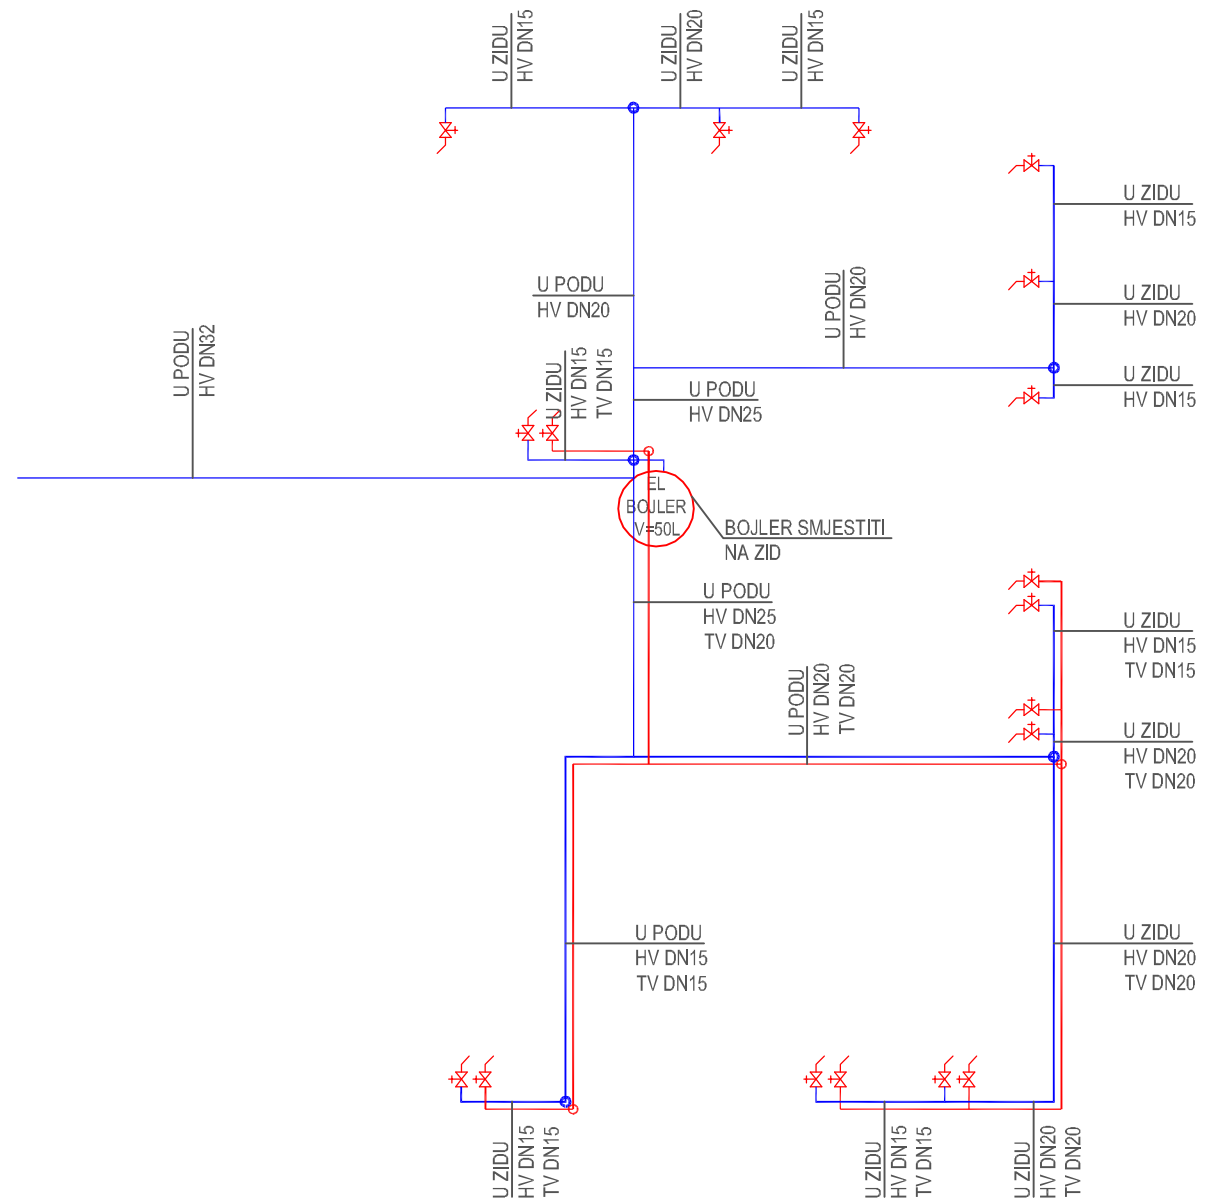 U ZIDU
HV DN15
U ZIDU
HV DN20
U ZIDU
HV DN15
U ZIDU
HV DN15
U PODU
HV DN20
U PODU
HV DN20
U ZIDU
HV DN20
U PODU
HV DN32
U ZIDU
HV DN15
TV DN15
U PODU
HV DN25
U ZIDU
HV DN15
EL
BOJLER
V=50L
BOJLER SMJESTITI
NA ZID
U PODU
HV DN25
TV DN20
U ZIDU
HV DN15
TV DN15
U PODU
HV DN20
TV DN20
U ZIDU
HV DN20
TV DN20
U PODU
HV DN15
TV DN15
U ZIDU
HV DN20
TV DN20
U ZIDU
HV DN15
TV DN15
U ZIDU
HV DN15
TV DN15
U ZIDU
HV DN20
TV DN20